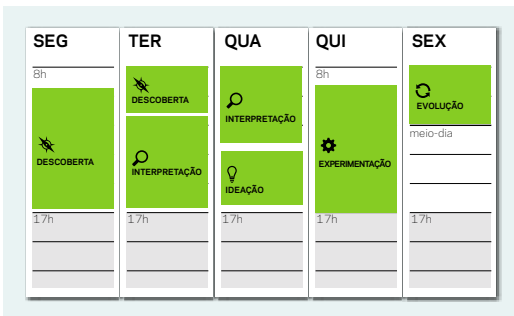 SEG
8h
DESCOBERTA
17h
TER
DESCOBERTA
INTERPRETAÇÃO
17h
QUA
INTERPRETAÇÃO
IDEAÇÃO
17h
QUI
8h
EXPERIMENTAÇÃO
17h
SEX
EVOLUÇÃO
meio-dia
17h